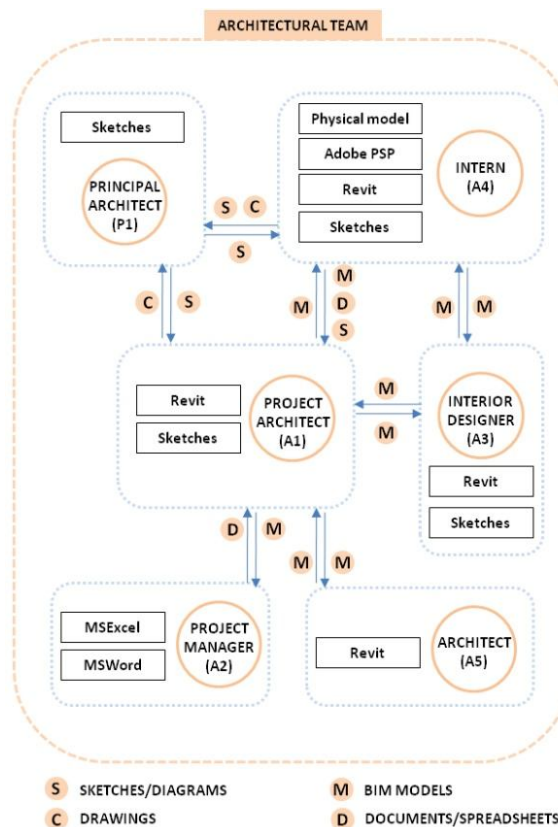 ARCHITECTURAL TEAM
Sketches
PRINCIPAL
ARCHITECT
(P1)
Physical model
Adobe PSP
Revit
Sketches
INTERN
(A4)
S C
S
C S
M
M
D
S
M M
Revit
Sketches
PROJECT
ARCHITECT
(A1)
M
M
INTERIOR
DESIGNER
(A3)
Revit
Sketches
D M
M M
MSExcel
MSWord
PROJECT
MANAGER
(A2)
Revit
ARCHITECT
(A5)
S SKETCHES/DIAGRAMS
M BIM MODELS
C DRAWINGS
D DOCUMENTS/SPREADSHEETS